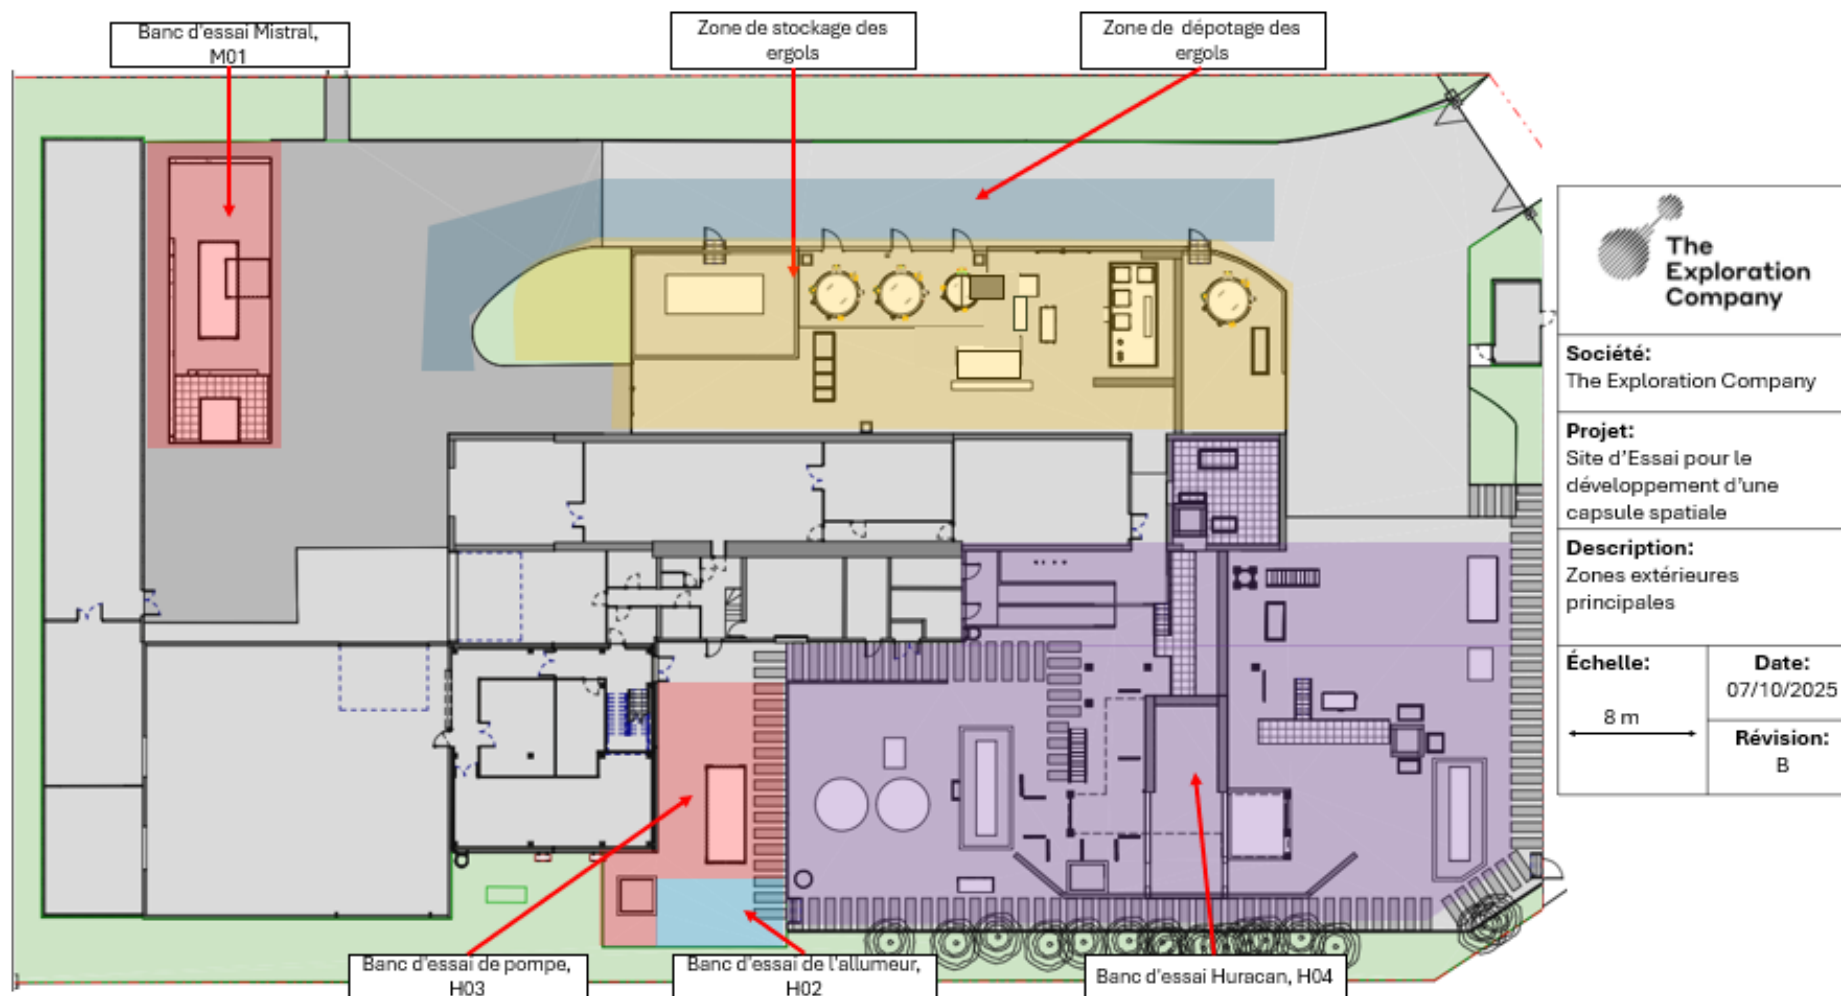 Banc d'essai Mistral,
M01
Zone de stockage des
ergols
Zone de dépotage des
ergols
The
Exploration
Company
Société:
The Exploration Company
Projet:
Site d'Essai pour le
développement d'une
capsule spatiale
Description:
Zones extérieures
principales
Échelle:
8 m
Date:
07/10/2025
Révision:
B
Banc d'essai de pompe,
H03
Banc d'essai de l'allumeur,
H02
Banc d'essai Huracan, H04